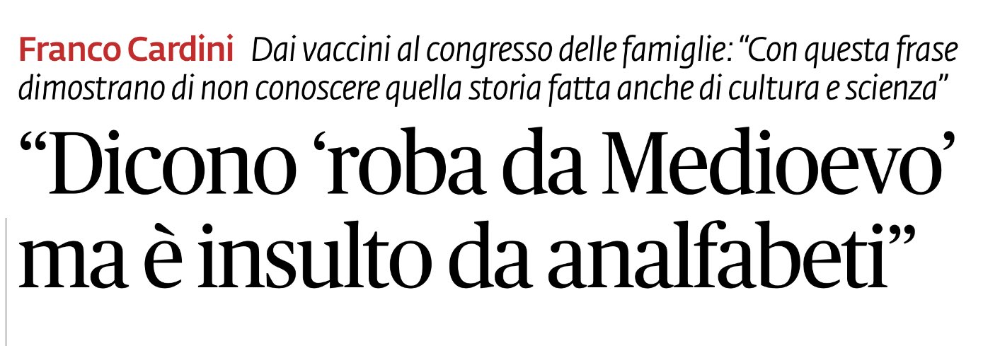 Franco Cardini Dai vaccini al congresso delle famiglie: “Con questa frase
dimostrano di non conoscere quella storia fatta anche di cultura e scienza”
“Dicono ‘roba da Medioevo’
ma è insulto da analfabeti”